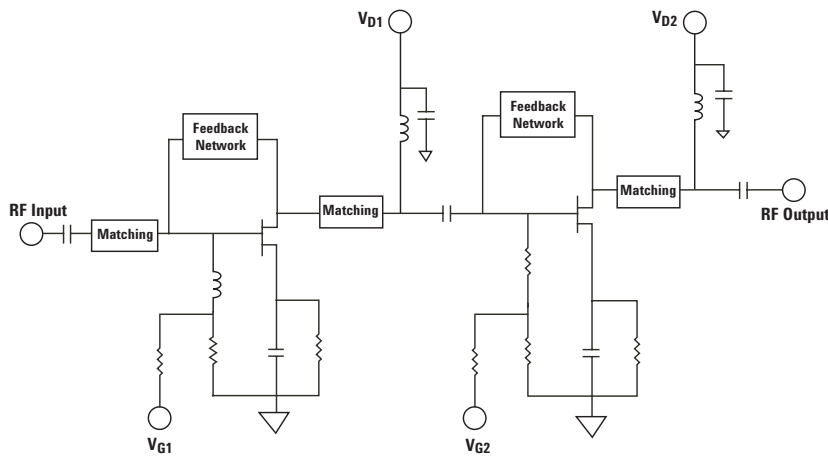 VD1
VD2
Feedback
Network
Feedback
Network
RF Input
Matching
Matching
Matching
RF Output
VG1
VG2